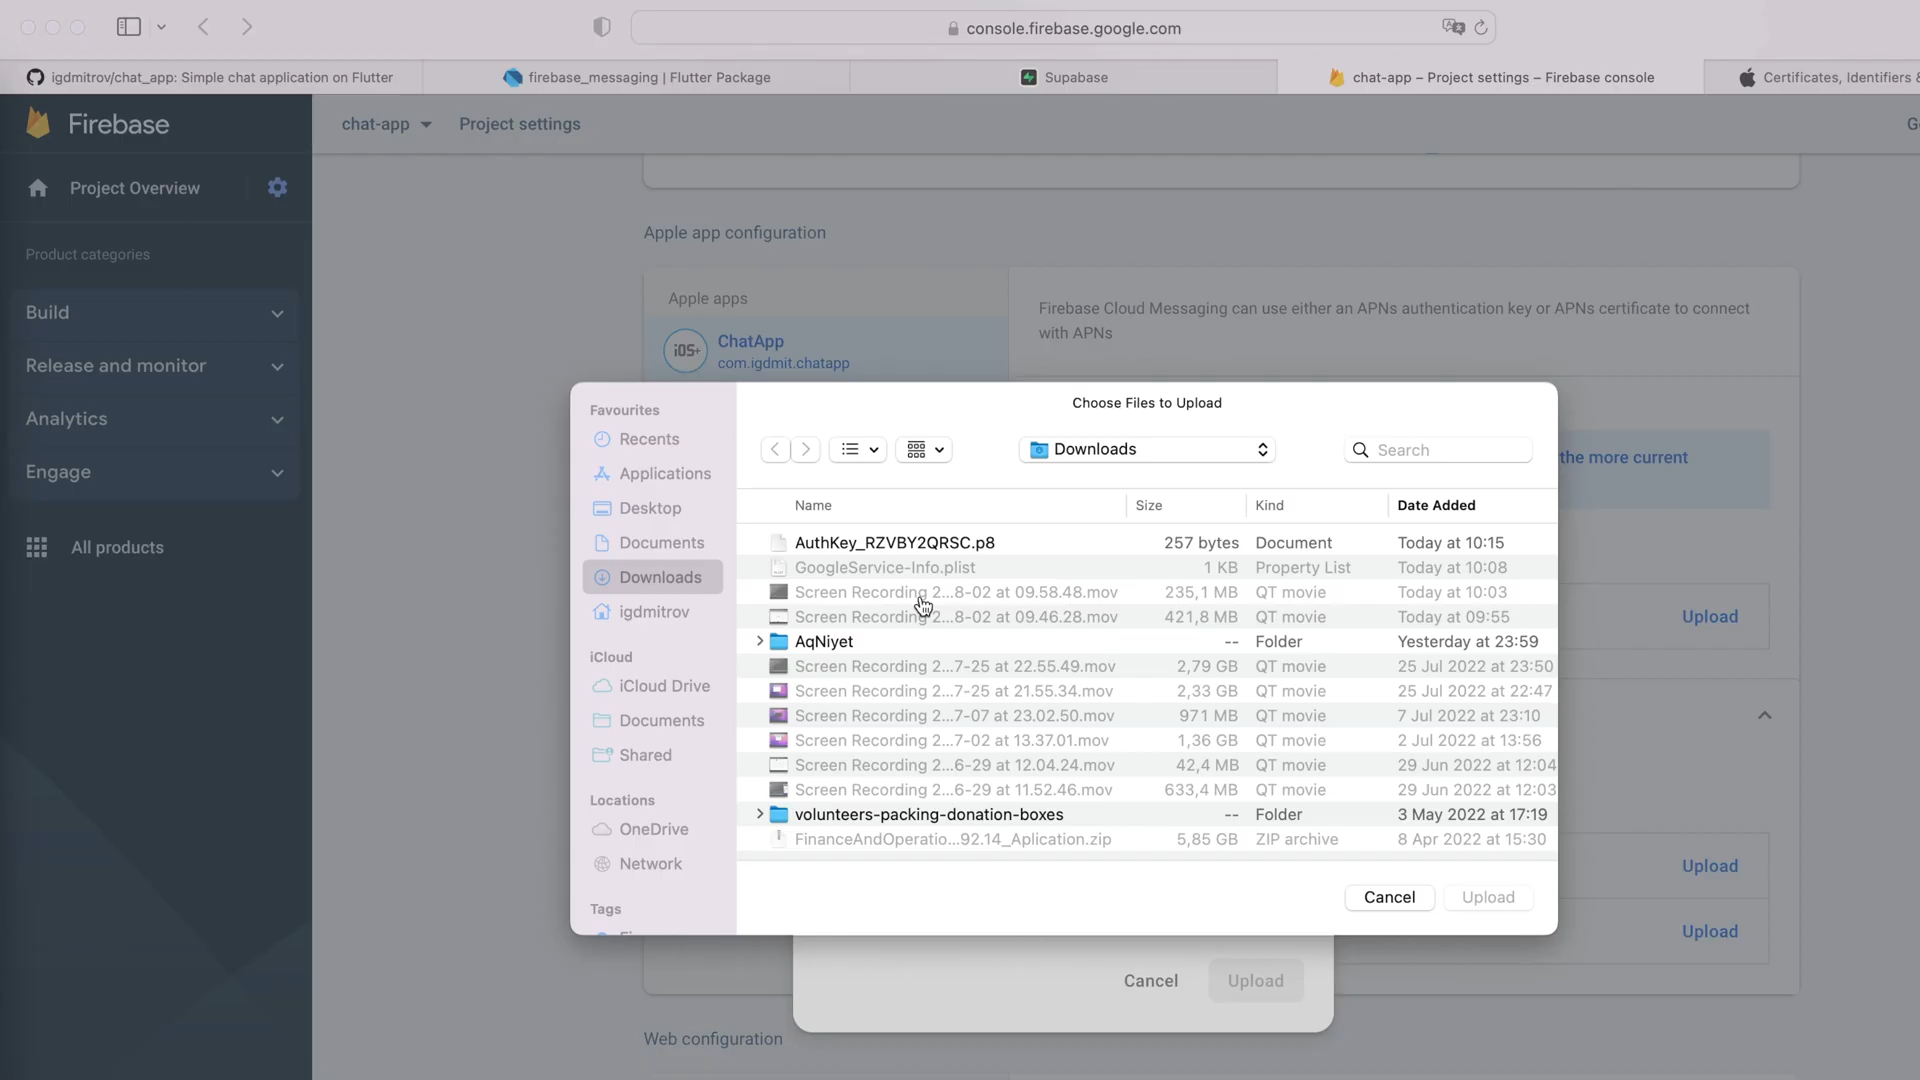 console.firebase.google.com
igdmitrov/chat_app: Simple chat application on Flutter
firebase_messaging | Flutter Package
Supabase
chat-app – Project settings – Firebase console
Certificates, Identifiers &
Firebase
chat-app
Project settings
Project Overview
Product categories
Build
Release and monitor
Analytics
Engage
All products
Apple app configuration
Apple apps
iOS+
ChatApp
com.igdmit.chatapp
Firebase Cloud Messaging can use either an APNs authentication key or APNs certificate to connect
with APNs
the more current
Upload
Upload
Upload
Choose Files to Upload
Favourites
Recents
Applications
Desktop
Documents
Downloads
igdmitrov
iCloud
iCloud Drive
Documents
Shared
Locations
OneDrive
Network
Tags
Downloads
Search
Name Size Kind Date Added
AuthKey_RZVBY2QRSC.p8 257 bytes Document Today at 10:15
GoogleService-Info.plist 1 KB Property List Today at 10:08
Screen Recording 2...8-02 at 09.58.48.mov 235,1 MB QT movie Today at 10:03
Screen Recording 2...8-02 at 09.46.28.mov 421,8 MB QT movie Today at 09:55
AqNiyet -- Folder Yesterday at 23:59
Screen Recording 2...7-25 at 22.55.49.mov 2,79 GB QT movie 25 Jul 2022 at 23:50
Screen Recording 2...7-25 at 21.55.34.mov 2,33 GB QT movie 25 Jul 2022 at 22:47
Screen Recording 2...7-07 at 23.02.50.mov 971 MB QT movie 7 Jul 2022 at 23:10
Screen Recording 2...7-02 at 13.37.01.mov 1,36 GB QT movie 2 Jul 2022 at 13:56
Screen Recording 2...6-29 at 12.04.24.mov 42,4 MB QT movie 29 Jun 2022 at 12:04
Screen Recording 2...6-29 at 11.52.46.mov 633,4 MB QT movie 29 Jun 2022 at 12:03
volunteers-packing-donation-boxes -- Folder 3 May 2022 at 17:19
FinanceAndOperatio...92.14_Aplication.zip 5,85 GB ZIP archive 8 Apr 2022 at 15:30
Cancel Upload
Cancel Upload
Web configuration